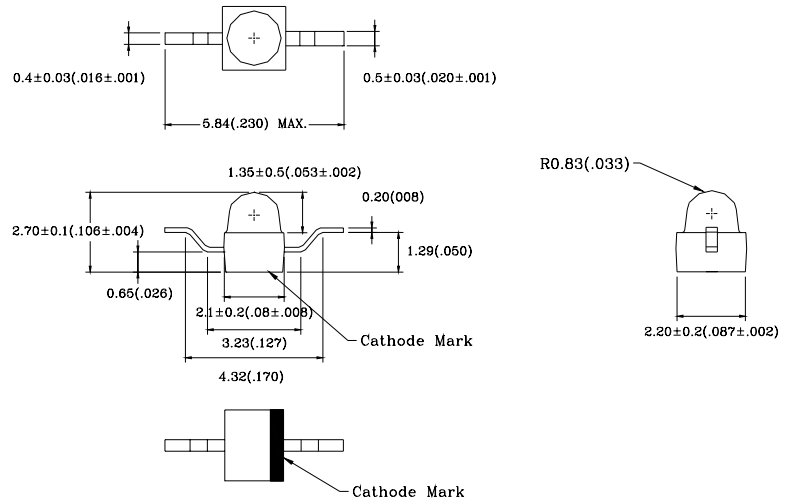 0.4±0.03(.016±.001)
0.5±0.03(.020±.001)
5.84(.230) MAX.
1.35±0.5(.053±.002)
R0.83(.033)
0.20(008)
2.70±0.1(.106±.004)
1.29(.050)
0.65(.026)
2.1±0.2(.08±.008)
2.20±0.2(.087±.002)
3.23(.127)
Cathode Mark
4.32(.170)
Cathode Mark